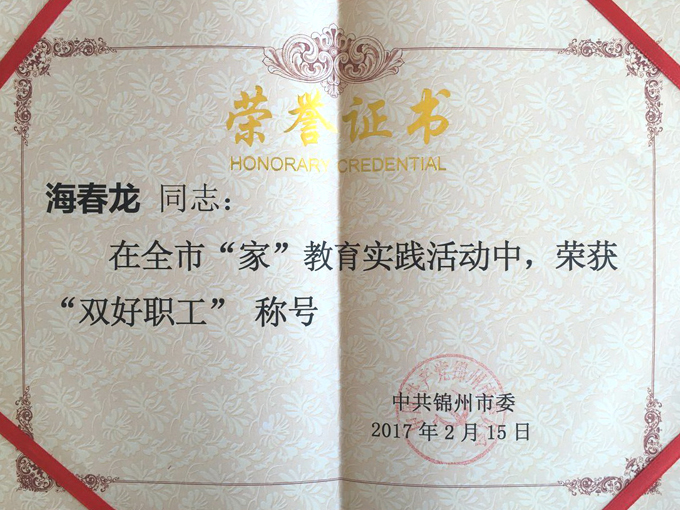 荣誉证书
HONORARY CREDENTIAL
海春龙 同志：
在全市“家”教育实践活动中，荣获
“双好职工” 称号
中共锦州市委
2017年2月15日